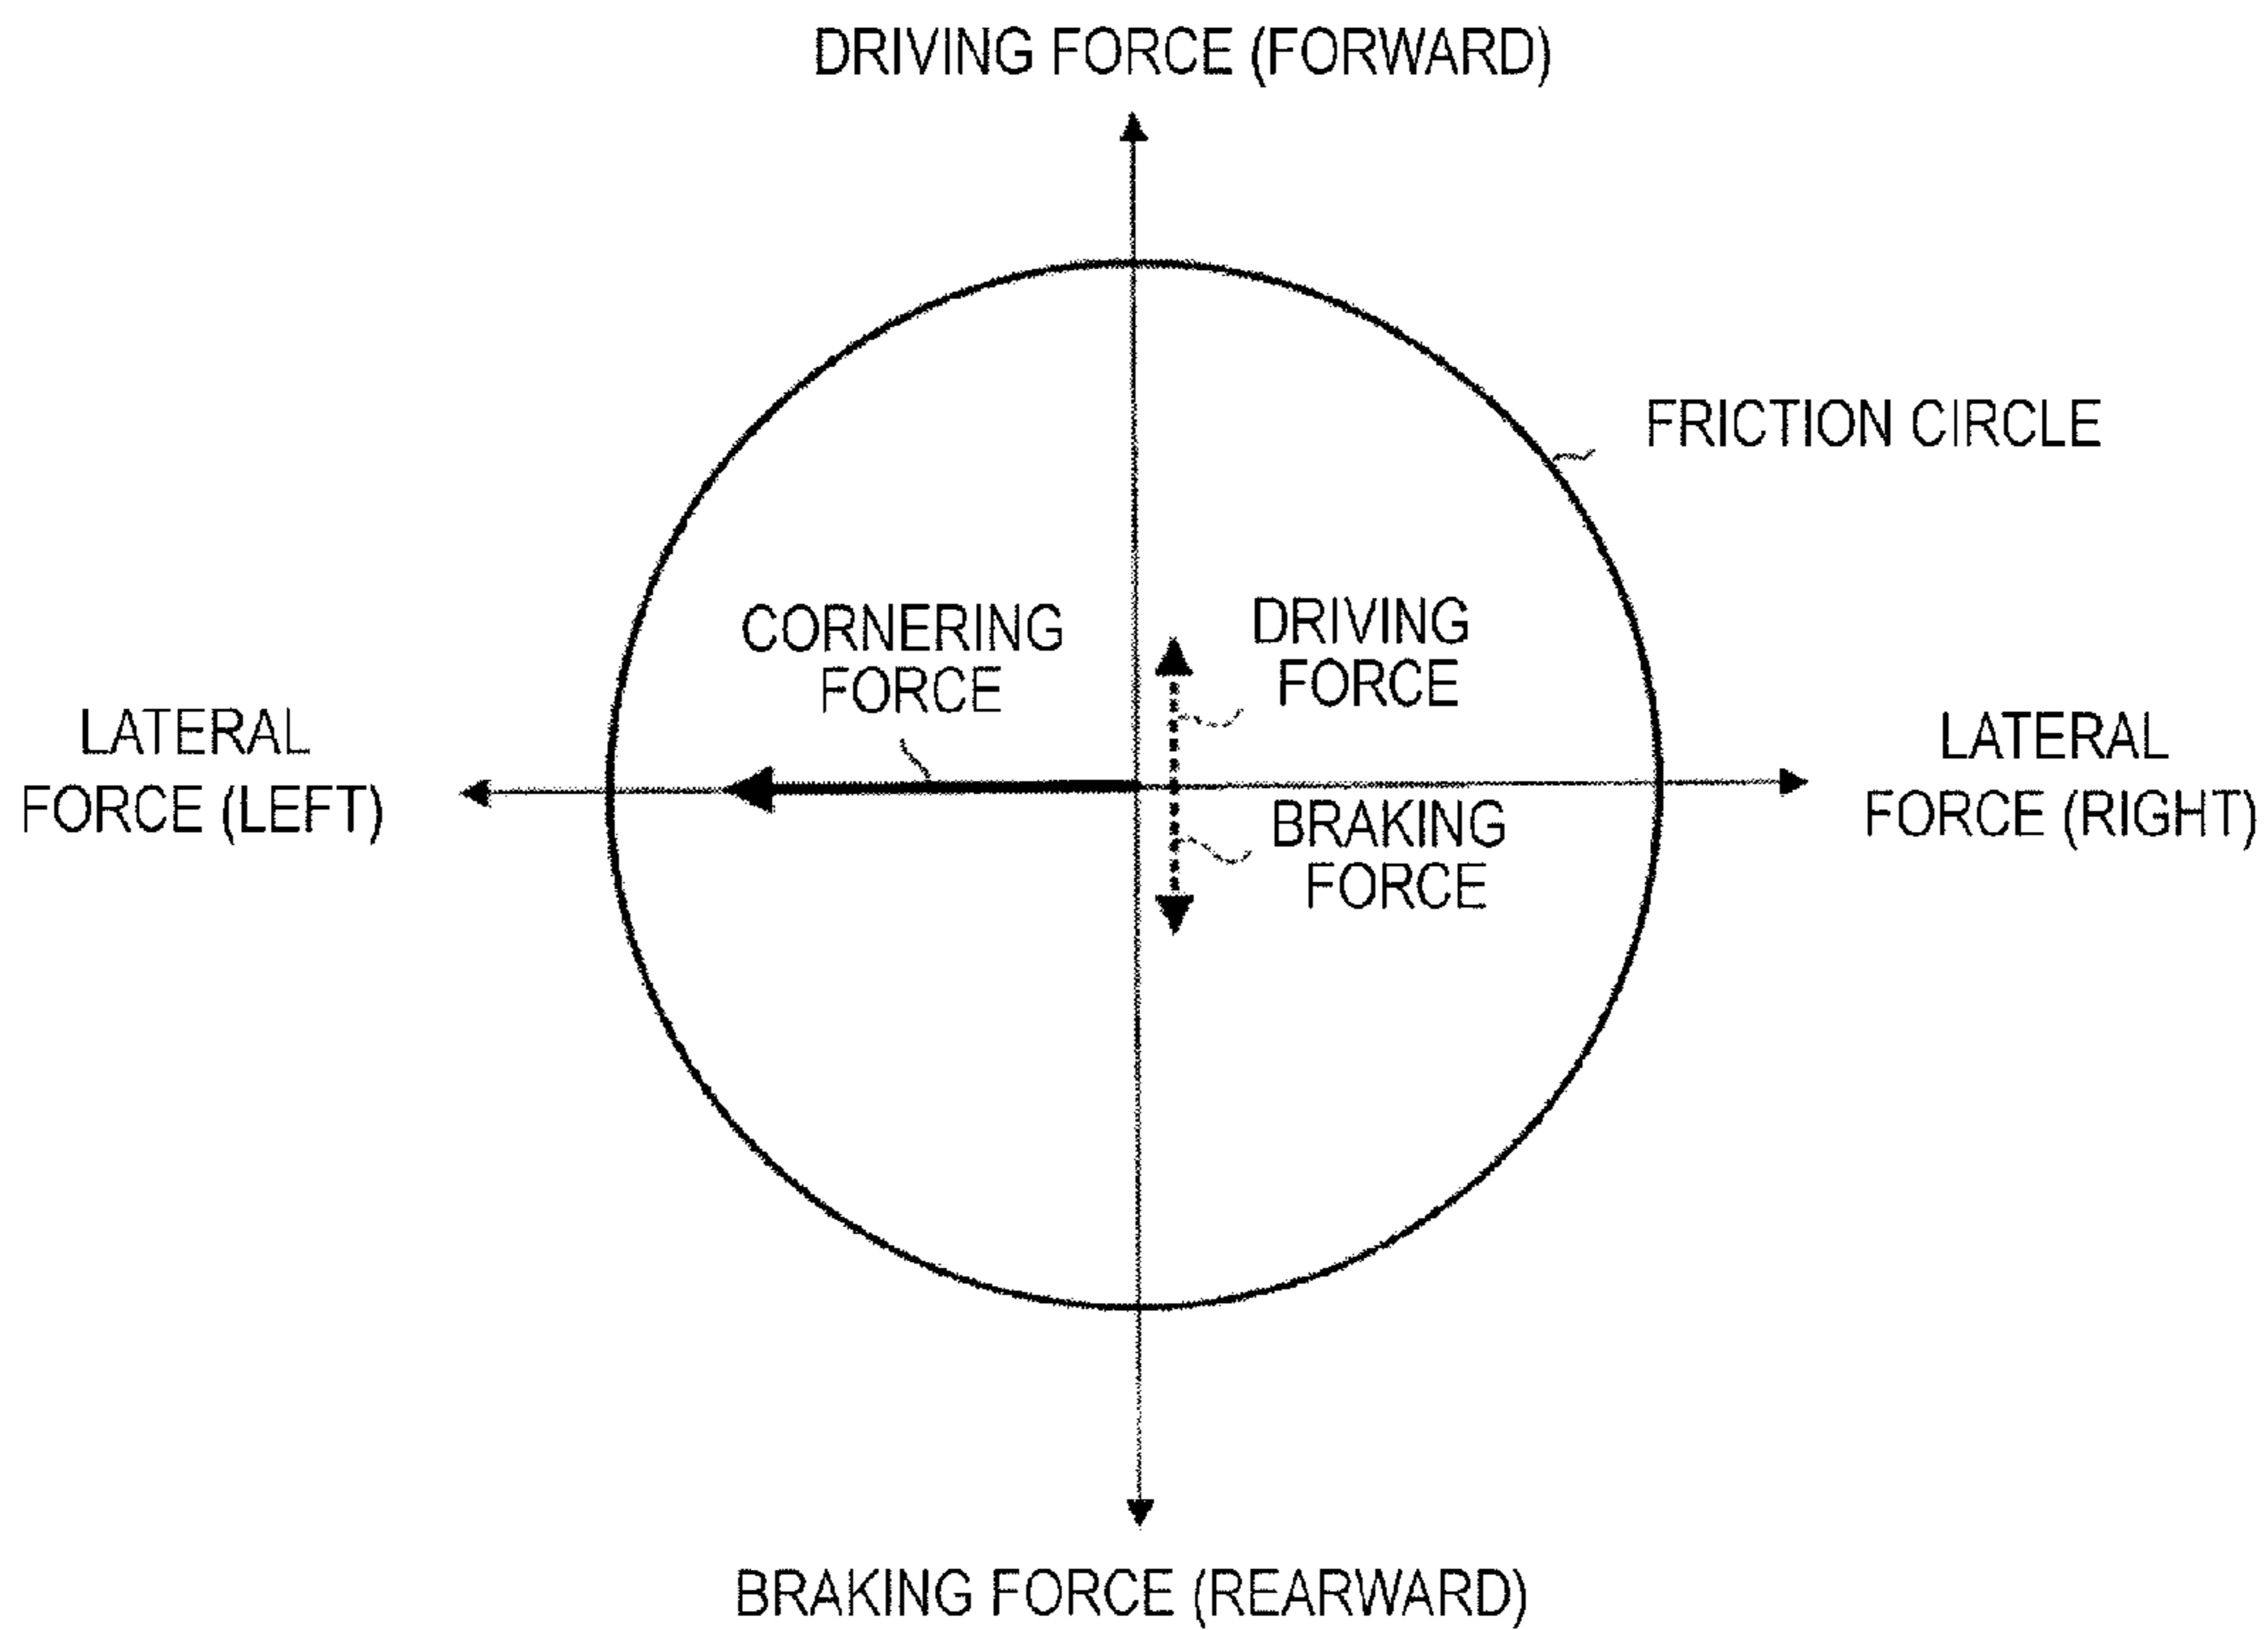 DRIVING FORCE (FORWARD)
FRICTION CIRCLE
CORNERING
FORCE
DRIVING
FORCE
LATERAL
FORCE (LEFT)
LATERAL
FORCE (RIGHT)
BRAKING
FORCE
BRAKING FORCE (REARWARD)